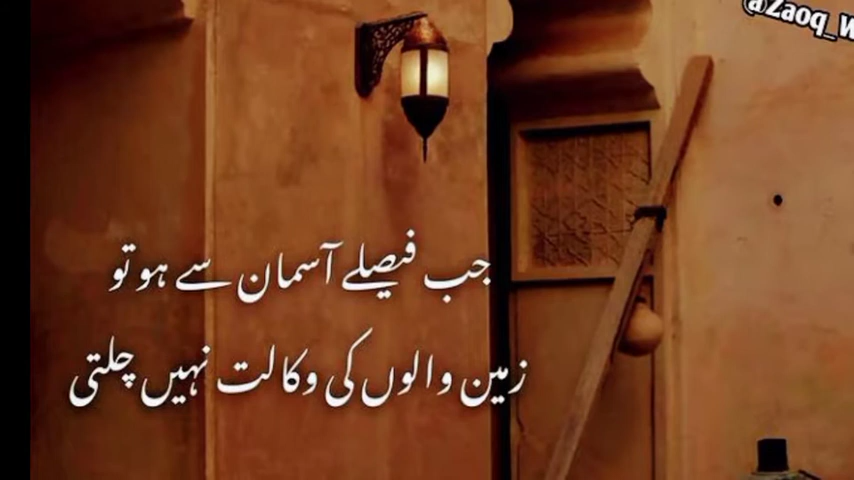 @Zaoq_W
جب فیصلے آسمان سے ہو تو
زمین والوں کی وکالت نہیں چلتی